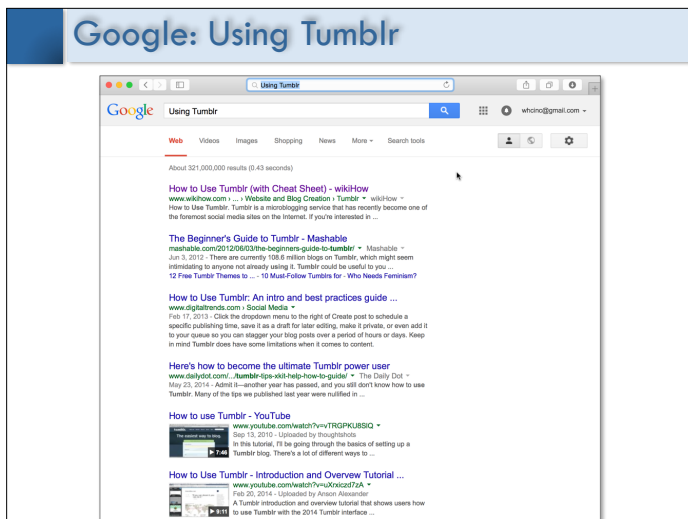 Google: Using Tumblr
Using Tumblr
Google
Using Tumblr
whcino@gmail.com
Web Videos Images Shopping News More Search tools
About 321,000,000 results (0.43 seconds)
How to Use Tumblr (with Cheat Sheet) - wikiHow
www.wikihow.com › ... › Website and Blog Creation › Tumblr wikiHow
How to Use Tumblr. Tumblr is a microblogging service that has recently become one of
the foremost social media sites on the Internet. If you're interested in ...
The Beginner's Guide to Tumblr - Mashable
mashable.com/2012/06/03/the-beginners-guide-to-tumblr/ Mashable
Jun 3, 2012 - There are currently 108.6 million blogs on Tumblr, which might seem
intimidating to anyone not already using it. Tumblr could be useful to you ...
12 Free Tumblr Themes to ... - 10 Must-Follow Tumblrs for - Who Needs Feminism?
How to Use Tumblr: An intro and best practices guide ...
www.digitaltrends.com › Social Media
Feb 17, 2013 - Click the dropdown menu to the right of Create post to schedule a
specific publishing time, save it as a draft for later editing, make it private, or even add it
to your queue so you can stagger your blog posts over a period of hours or days. Keep
in mind Tumblr does have some limitations when it comes to content.
Here's how to become the ultimate Tumblr power user
www.dailydot.com/.../tumblr-tips-xkit-help-how-to-guide/ The Daily Dot
May 23, 2014 - Admit it—another year has passed, and you still don't know how to use
Tumblr. Many of the tips we published last year were nullified in ...
How to use Tumblr - YouTube
www.youtube.com/watch?v=vTRGPKU8SIQ
Sep 13, 2010 - Uploaded by thoughtshots
In this tutorial, I'll be going through the basics of setting up a
Tumblr blog. There's a lot of different ways to ...
The easiest way to blog.
7:46
How to Use Tumblr - Introduction and Overvew Tutorial ...
www.youtube.com/watch?v=uXrxiczd7zA
Feb 20, 2014 - Uploaded by Anson Alexander
A Tumblr introduction and overview tutorial that shows users how
to use Tumblr with the 2014 Tumblr interface ...
9:11